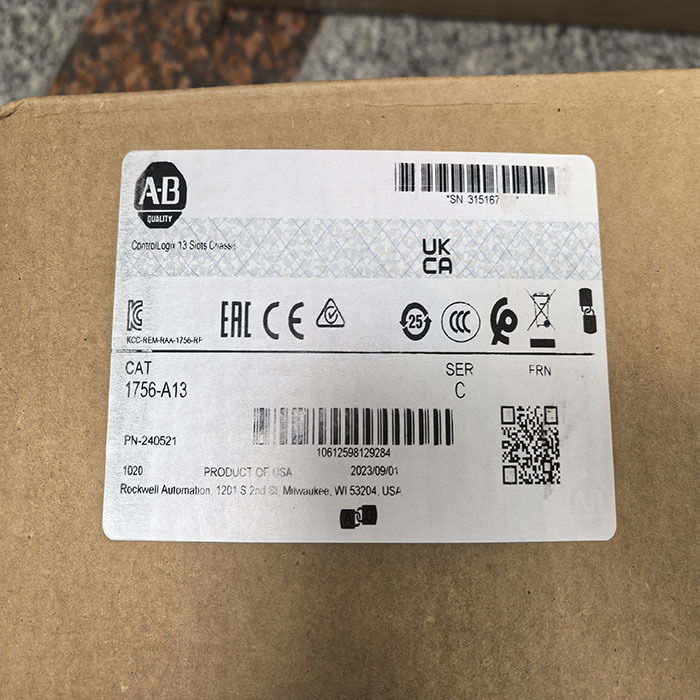 A-B
QUALITY
*SN 315167 *
ControlLogix 13 Slots Chassis
UK
CA
KCC-REM-RAA-1756-RP
EAC CE
25
CCC
CAT
1756-A13
SER
C
FRN
PN-240521
10612598129284
1020 PRODUCT OF USA 2023/09/01
Rockwell Automation, 1201 S 2nd St, Milwaukee, WI 53204, USA
A-B